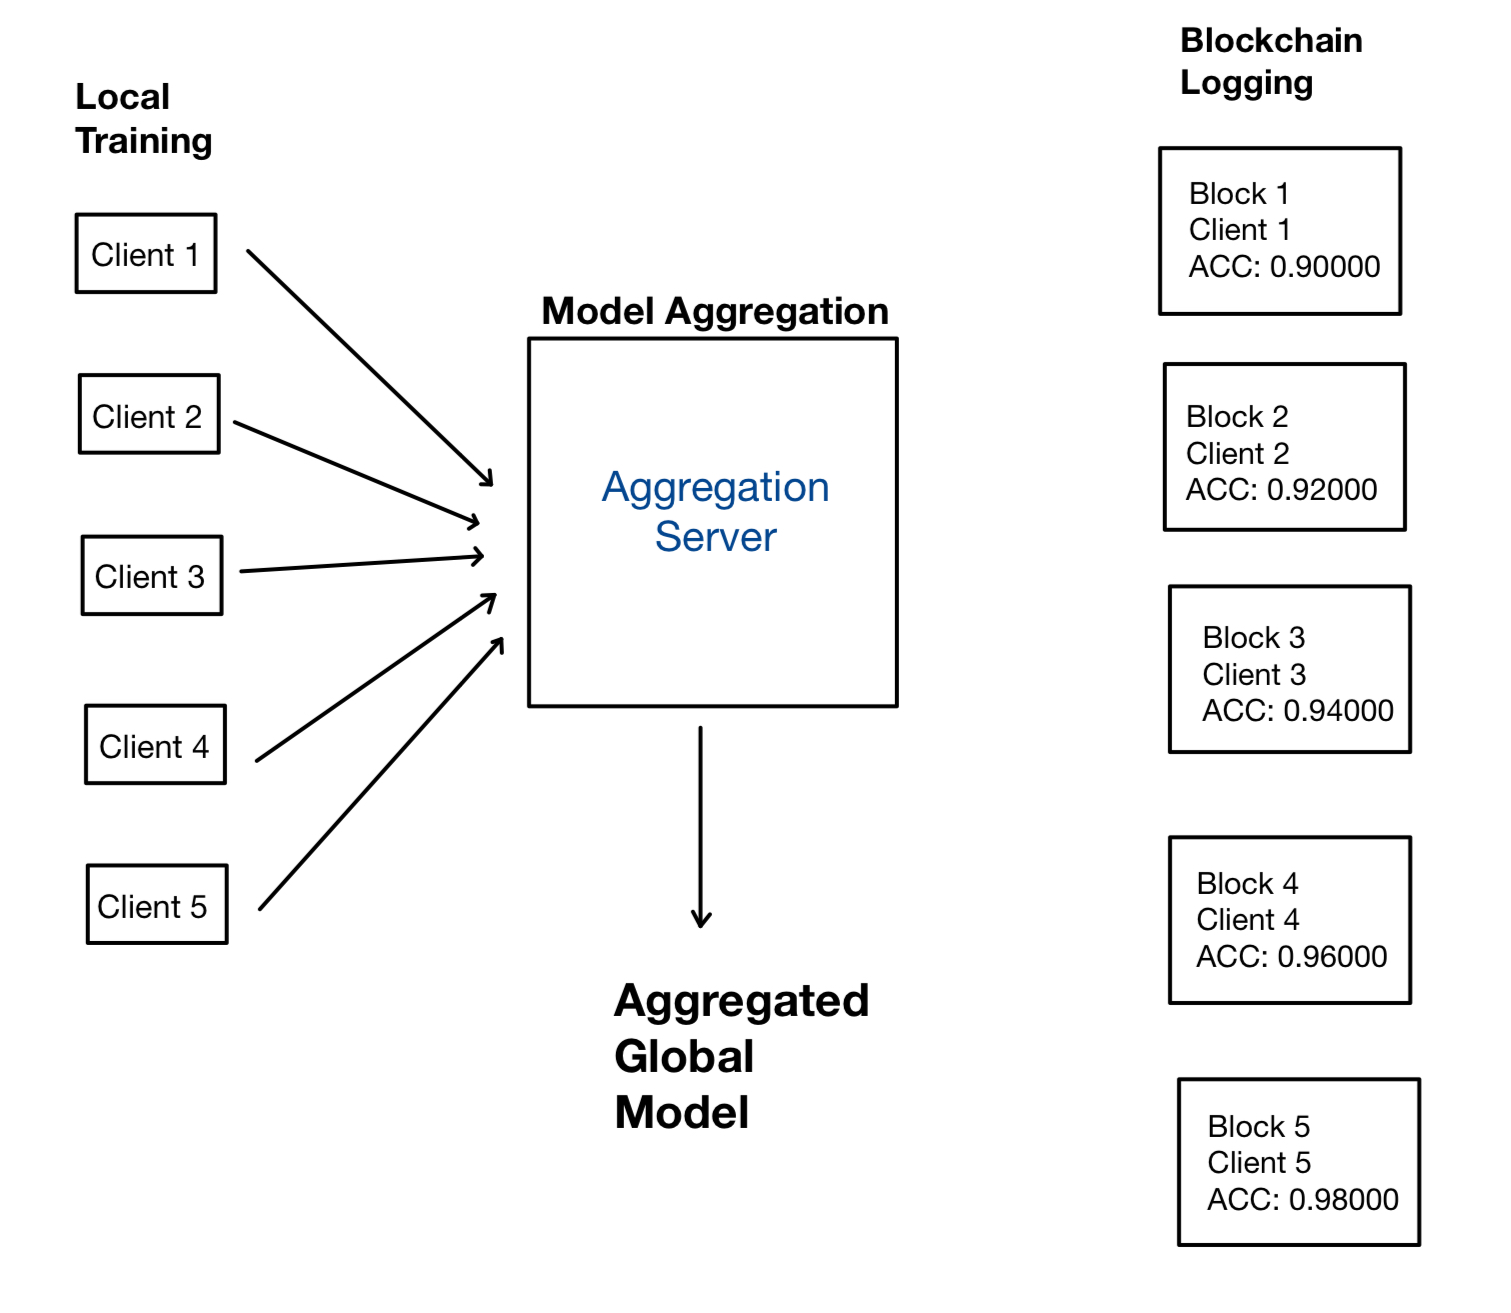 Local
Training
Client 1
Client 2
Client 3
Client 4
Client 5
Model Aggregation
Aggregation
Server
Aggregated
Global
Model
Blockchain
Logging
Block 1
Client 1
ACC: 0.90000
Block 2
Client 2
ACC: 0.92000
Block 3
Client 3
ACC: 0.94000
Block 4
Client 4
ACC: 0.96000
Block 5
Client 5
ACC: 0.98000